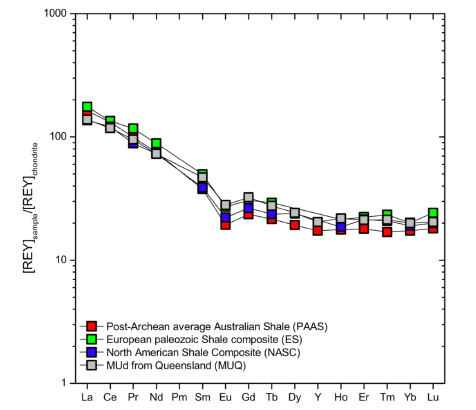 1000
100
10
1
[REY]sample/[REY]chondrite
Post-Archean average Australian Shale (PAAS)
European paleozoic Shale composite (ES)
North American Shale Composite (NASC)
MUd from Queensland (MUQ)
La Ce Pr Nd Pm Sm Eu Gd Tb Dy Y Ho Er Tm Yb Lu